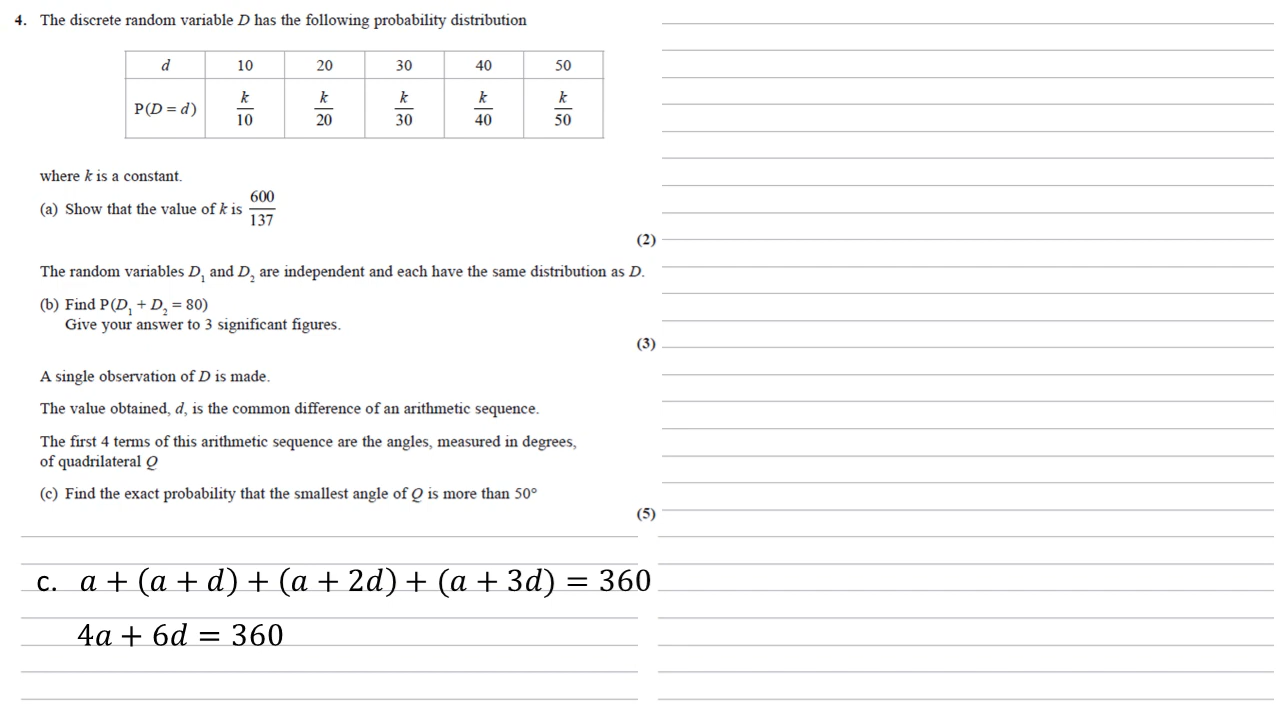 4. The discrete random variable D has the following probability distribution
d 10 20 30 40 50
P(D = d) k/10 k/20 k/30 k/40 k/50
where k is a constant.
(a) Show that the value of k is 600/137
(2)
The random variables D₁ and D₂ are independent and each have the same distribution as D.
(b) Find P(D₁ + D₂ = 80)
Give your answer to 3 significant figures.
(3)
A single observation of D is made.
The value obtained, d, is the common difference of an arithmetic sequence.
The first 4 terms of this arithmetic sequence are the angles, measured in degrees,
of quadrilateral Q
(c) Find the exact probability that the smallest angle of Q is more than 50°
(5)
c. a + (a + d) + (a + 2d) + (a + 3d) = 360
4a + 6d = 360